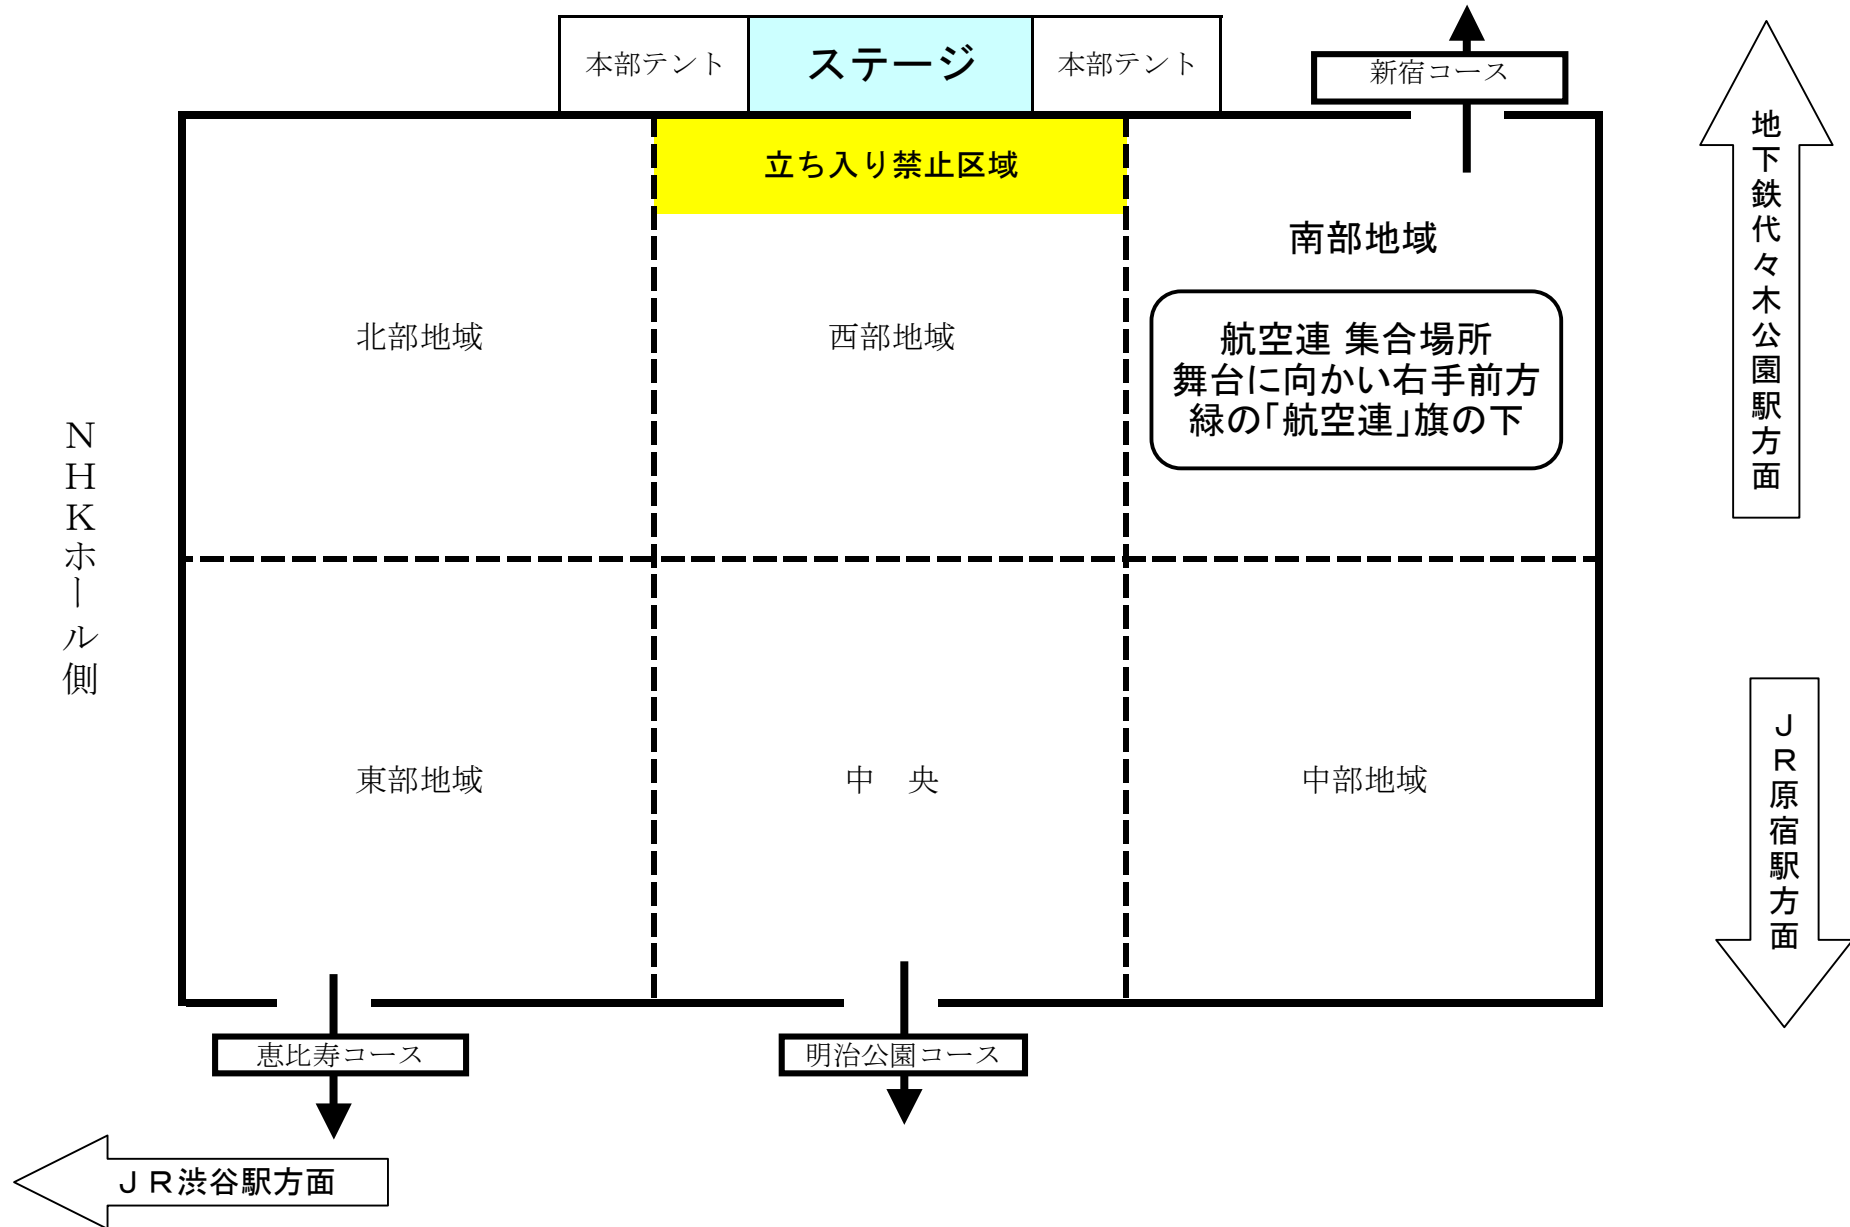 本部テント
ステージ
本部テント
新宿コース
立ち入り禁止区域
地下鉄代々木公園駅方面
南部地域
北部地域
西部地域
航空連 集合場所
舞台に向かい右手前方
緑の「航空連」旗の下
NHKホール側
東部地域
中　央
中部地域
JR原宿駅方面
恵比寿コース
明治公園コース
JR渋谷駅方面